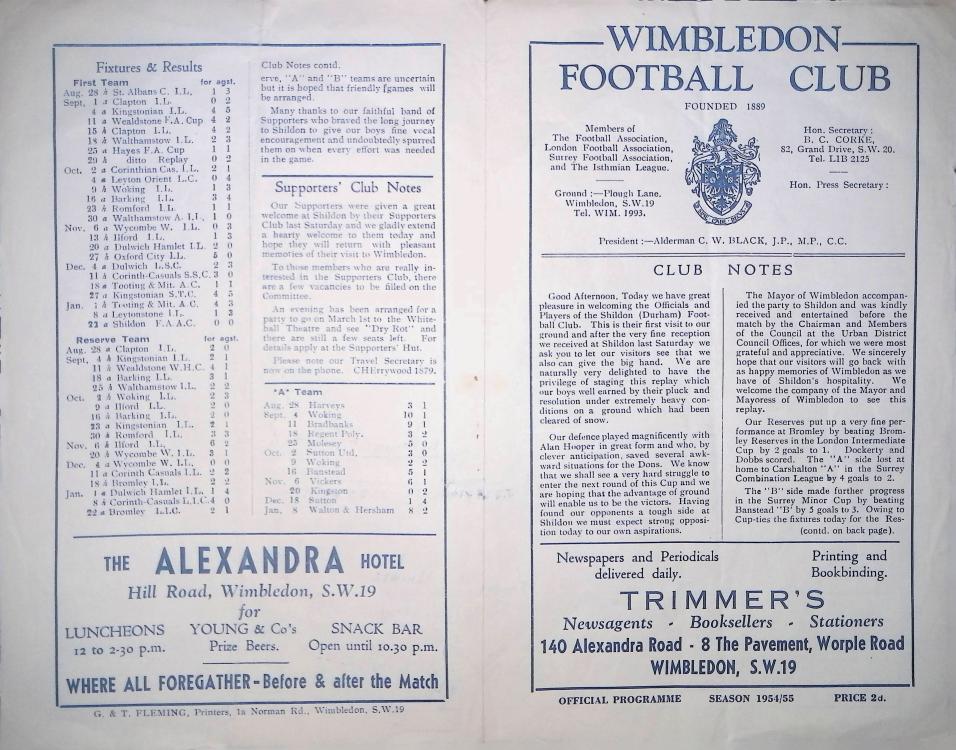 Fixtures & Results
First Team for agst.
Aug. 28 h St. Albans C. I.L. 1 3
Sept. 1 a Clapton I.L. 0 2
4 a Kingstonian I.L. 4 5
11 a Wealdstone F.A. Cup 4 2
15 h Clapton I.L. 4 2
18 h Walthamstow I.L. 2 3
25 a Hayes F.A. Cup 1 1
29 h ditto Replay 0 2
Oct. 2 a Corinthian Cas. I.L. 2 1
4 a Leyton Orient L.C. 0 4
9 h Woking I.L. 1 3
16 a Barking I.L. 3 4
23 h Romford I.L. 1 1
30 a Walthamstow A. I.L. 1 0
Nov. 6 a Wycombe W. I.L. 0 3
13 h Ilford I.L. 1 3
20 a Dulwich Hamlet I.L. 2 0
27 h Oxford City I.L. 5 0
Dec. 4 a Dulwich L.S.C. 2 3
11 h Corinth-Casuals S.S.C. 3 0
18 a Tooting & Mit. A.C. 1 1
27 a Kingstonian S.T.C. 4 5
Jan. 1 h Tooting & Mit. A.C. 4 3
8 a Leytonstone I.L. 1 3
22 a Shildon F.A.A.C. 0 0
Reserve Team for agst.
Aug. 28 a Clapton I.L. 2 0
Sept. 4 h Kingstonian I.L. 2 1
11 h Wealdstone W.H.C. 4 1
18 a Barking I.L. 3 1
25 h Walthamstow I.L. 2 2
Oct. 2 h Woking I.L. 2 3
9 a Ilford I.L. 2 0
16 h Barking I.L. 2 0
23 a Kingstonian I.L. 2 1
30 h Romford I.L. 3 3
Nov. 6 h Ilford I.L. 6 2
20 h Wycombe W. I.L. 3 1
Dec. 4 a Wycombe W. I.L. 0 0
11 a Corinth Casuals I.L. 2 2
18 h Bromley I.L. 2 2
Jan. 1 a Dulwich Hamlet I.L. 1 4
8 h Corinth-Casuals L.I.C. 4 0
22 a Bromley L.I.C. 2 1
Club Notes contd.
erve, "A" and "B" teams are uncertain
but it is hoped that friendly fgames will
be arranged.
Many thanks to our faithful band of
Supporters who braved the long journey
to Shildon to give our boys fine vocal
encouragement and undoubtedly spurred
them on when every effort was needed
in the game.
Supporters' Club Notes
Our Supporters were given a great
welcome at Shildon by their Supporters
Club last Saturday and we gladly extend
a hearty welcome to them today and
hope they will return with pleasant
memories of their visit to Wimbledon.
To those members who are really in-
terested in the Supporters Club, there
are a few vacancies to be filled on the
Committee.
An evening has been arranged for a
party to go on March 1st to the White-
hall Theatre and see "Dry Rot" and
there are still a few seats left. For
details apply at the Supporters' Hut.
Please note our Travel Secretary is
now on the phone. CHErrywood 1879.
"A" Team
Aug. 28 Harveys 3 1
Sept. 4 Woking 10 1
11 Bradbanks 9 1
18 Regent Poly. 3 2
25 Molesey 5 0
Oct. 2 Sutton Utd. 3 0
9 Woking 2 2
16 Banstead 5 1
Nov. 6 Vickers 6 1
20 Kingston 0 2
Dec. 18 Sutton 1 4
Jan. 8 Walton & Hersham 8 2
THE ALEXANDRA HOTEL
Hill Road, Wimbledon, S.W.19
for
LUNCHEONS YOUNG & Co's SNACK BAR
12 to 2-30 p.m. Prize Beers. Open until 10.30 p.m.
WHERE ALL FOREGATHER - Before & after the Match
G. & T. FLEMING, Printers, 1a Norman Rd., Wimbledon, S.W.19
WIMBLEDON
FOOTBALL CLUB
FOUNDED 1889
Members of
The Football Association,
London Football Association,
Surrey Football Association,
and The Isthmian League.
Ground :—Plough Lane.
Wimbledon, S.W.19
Tel. WIM. 1993.
Hon. Secretary :
B. C. CORKE,
82, Grand Drive, S.W. 20.
Tel. LIB 2125
Hon. Press Secretary :
President :—Alderman C. W. BLACK, J.P., M.P., C.C.
CLUB NOTES
Good Afternoon, Today we have great
pleasure in welcoming the Officials and
Players of the Shildon (Durham) Foot-
ball Club. This is their first visit to our
ground and after the very fine reception
we received at Shildon last Saturday we
ask you to let our visitors see that we
also can give the big hand. We are
naturally very delighted to have the
privilege of staging this replay which
our boys well earned by their pluck and
resolution under extremely heavy con-
ditions on a ground which had been
cleared of snow.
Our defence played magnificently with
Alan Hooper in great form and who, by
clever anticipation, saved several awk-
ward situations for the Dons. We know
that we shall see a very hard struggle to
enter the next round of this Cup and we
are hoping that the advantage of ground
will enable us to be the victors. Having
found our opponents a tough side at
Shildon we must expect strong opposi-
tion today to our own aspirations.
The Mayor of Wimbledon accompan-
ied the party to Shildon and was kindly
received and entertained before the
match by the Chairman and Members
of the Council at the Urban District
Council Offices, for which we were most
grateful and appreciative. We sincerely
hope that our visitors will go back with
as happy memories of Wimbledon as we
have of Shildon's hospitality. We
welcome the company of the Mayor and
Mayoress of Wimbledon to see this
replay.
Our Reserves put up a very fine per-
formance at Bromley by beating Brom-
ley Reserves in the London Intermediate
Cup by 2 goals to 1. Dockerty and
Dobbs scored. The "A" side lost at
home to Carshalton "A" in the Surrey
Combination League by 4 goals to 2.
The "B" side made further progress
in the Surrey Minor Cup by beating
Banstead "B' by 5 goals to 3. Owing to
Cup-ties the fixtures today for the Res-
(contd. on back page).
Newspapers and Periodicals
delivered daily.
Printing and
Bookbinding.
TRIMMER'S
Newsagents - Booksellers - Stationers
140 Alexandra Road - 8 The Pavement, Worple Road
WIMBLEDON, S.W.19
OFFICIAL PROGRAMME SEASON 1954/55 PRICE 2d.